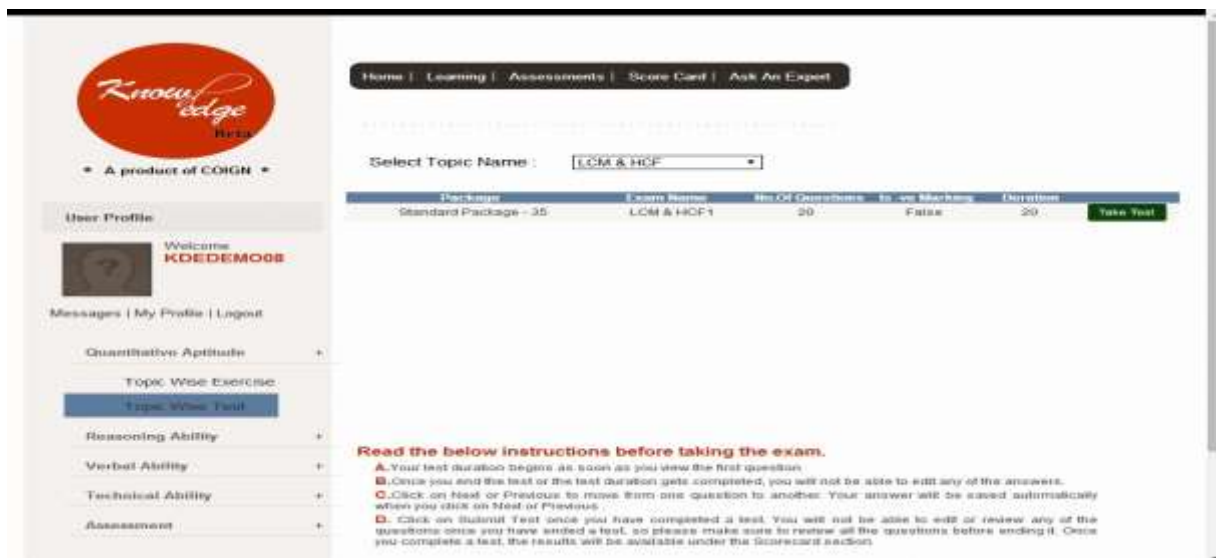 Know/edge
Beta
* A product of COIGN *
Home | Learning | Assessments | Score Card | Ask An Expert
Select Topic Name : LCM & HCF
Package Exam Name No.Of Questions Is -ve Marking Duration
Standard Package - 35 LCM & HCF1 20 False 20 Take Test
User Profile
Welcome
KDEDEMO08
Messages | My Profile | Logout
Quantitative Aptitude +
Topic Wise Exercise
Topic Wise Test
Reasoning Ability +
Verbal Ability +
Technical Ability +
Assessment +
Read the below instructions before taking the exam.
A.Your test duration begins as soon as you view the first question
B.Once you end the test or the test duration gets completed, you will not be able to edit any of the answers.
C.Click on Next or Previous to move from one question to another. Your answer will be saved automatically
when you click on Next or Previous
D. Click on Submit Test once you have completed a test. You will not be able to edit or review any of the
questions once you have ended a test, so please make sure to review all the questions before ending it. Once
you complete a test, the results will be available under the Scorecard section